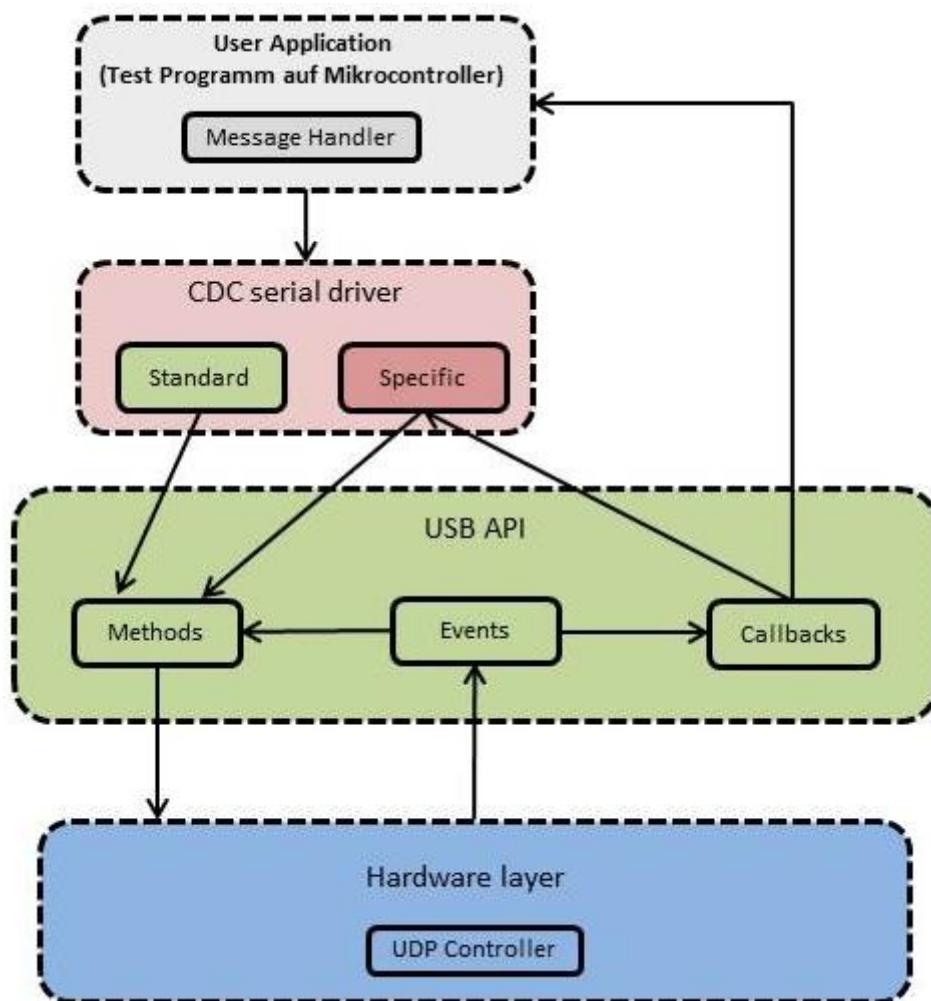 User Application
(Test Programm auf Mikrocontroller)
Message Handler
CDC serial driver
Standard
Specific
USB API
Methods
Events
Callbacks
Hardware layer
UDP Controller